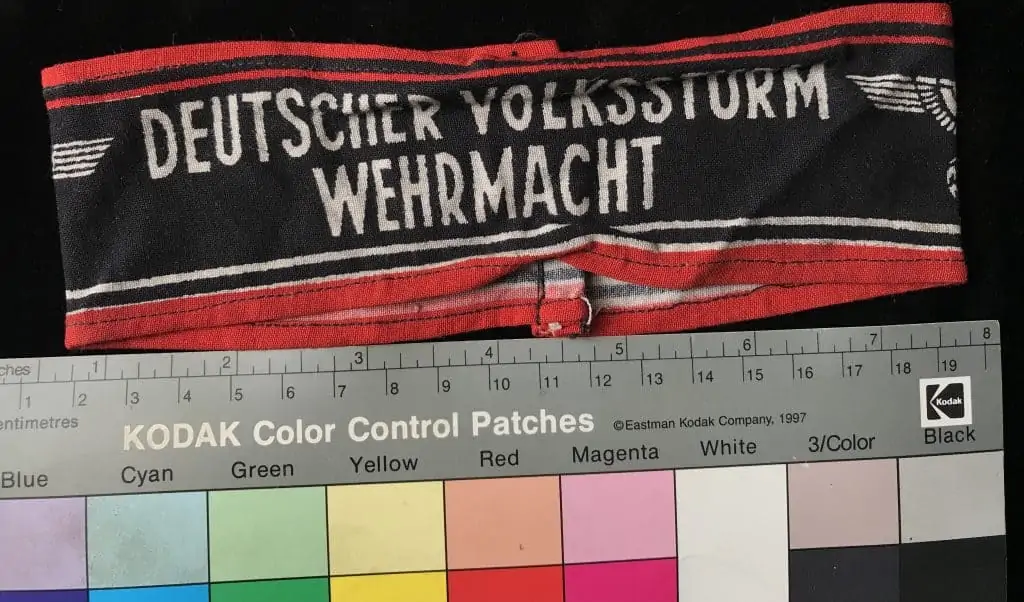 DEUTSCHER VOLKSSTURM
WEHRMACHT
ches 1 2 3 4 5 6 7 8
1 2 3 4 5 6 7 8 9 10 11 12 13 14 15 16 17 18 19
entimetres
KODAK Color Control Patches ©Eastman Kodak Company, 1997 Kodak
Blue Cyan Green Yellow Red Magenta White 3/Color Black